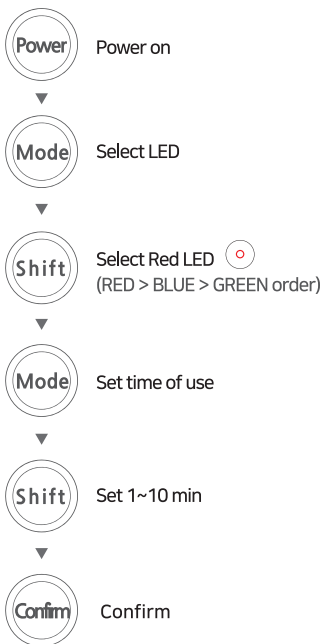 Power Power on
Mode Select LED
Shift Select Red LED
(RED > BLUE > GREEN order)
Mode Set time of use
Shift Set 1~10 min
Confirm Confirm